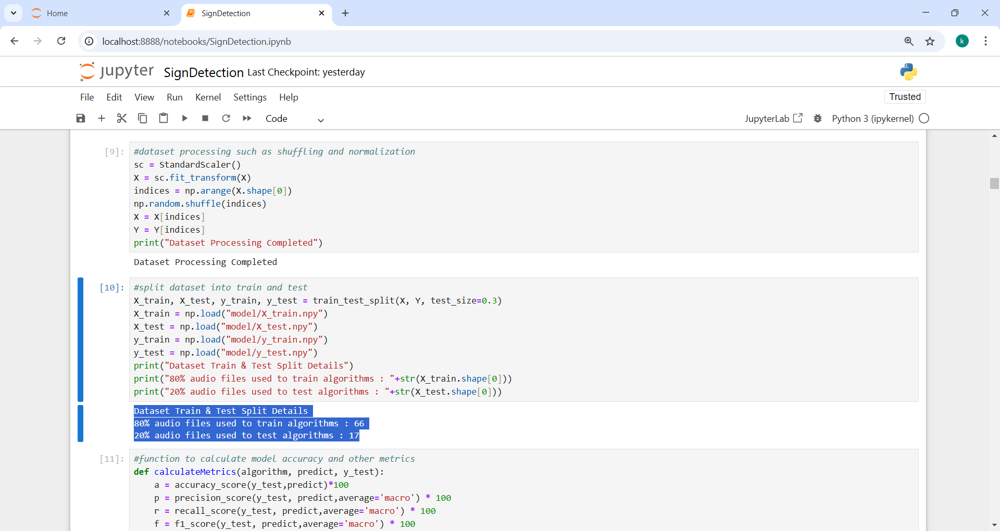 Home
SignDetection
localhost:8888/notebooks/SignDetection.ipynb
k
jupyter SignDetection Last Checkpoint: yesterday
File Edit View Run Kernel Settings Help
Trusted
Code
JupyterLab
Python 3 (ipykernel)
[9]: #dataset processing such as shuffling and normalization
sc = StandardScaler()
X = sc.fit_transform(X)
indices = np.arange(X.shape[0])
np.random.shuffle(indices)
X = X[indices]
Y = Y[indices]
print("Dataset Processing Completed")
Dataset Processing Completed
[10]: #split dataset into train and test
X_train, X_test, y_train, y_test = train_test_split(X, Y, test_size=0.3)
X_train = np.load("model/X_train.npy")
X_test = np.load("model/X_test.npy")
y_train = np.load("model/y_train.npy")
y_test = np.load("model/y_test.npy")
print("Dataset Train & Test Split Details")
print("80% audio files used to train algorithms : "+str(X_train.shape[0]))
print("20% audio files used to test algorithms : "+str(X_test.shape[0]))
Dataset Train & Test Split Details
80% audio files used to train algorithms : 66
20% audio files used to test algorithms : 17
[11]: #function to calculate model accuracy and other metrics
def calculateMetrics(algorithm, predict, y_test):
    a = accuracy_score(y_test,predict)*100
    p = precision_score(y_test, predict,average='macro') * 100
    r = recall_score(y_test, predict,average='macro') * 100
    f = f1_score(y_test, predict,average='macro') * 100